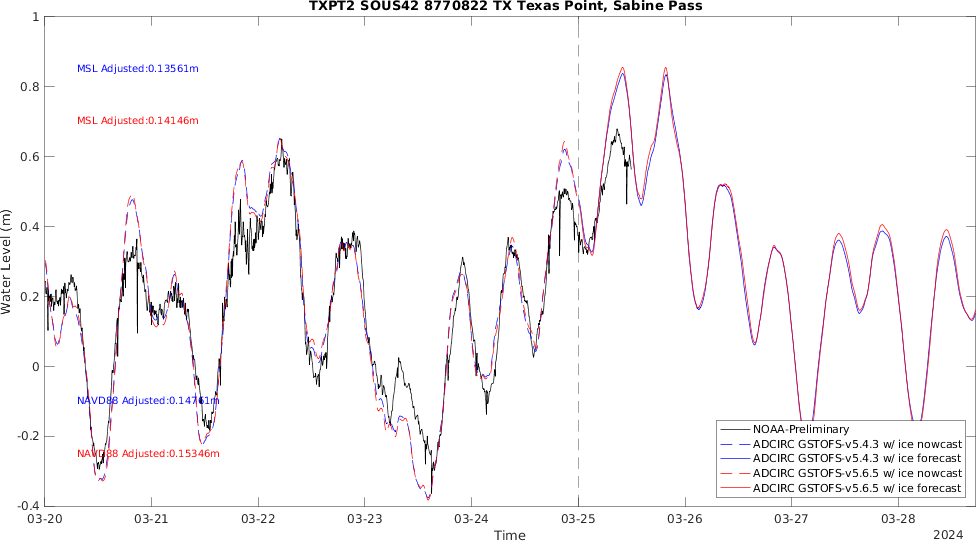 TXPT2 SOUS42 8770822 TX Texas Point, Sabine Pass
1
0.8
0.6
0.4
0.2
0
-0.2
-0.4
Water Level (m)
MSL Adjusted:0.13561m
MSL Adjusted:0.14146m
NAVD88 Adjusted:0.14761m
NAVD88 Adjusted:0.15346m
NOAA-Preliminary
ADCIRC GSTOFS-v5.4.3 w/ ice nowcast
ADCIRC GSTOFS-v5.4.3 w/ ice forecast
ADCIRC GSTOFS-v5.6.5 w/ ice nowcast
ADCIRC GSTOFS-v5.6.5 w/ ice forecast
03-20 03-21 03-22 03-23 03-24 03-25 03-26 03-27 03-28
Time
2024